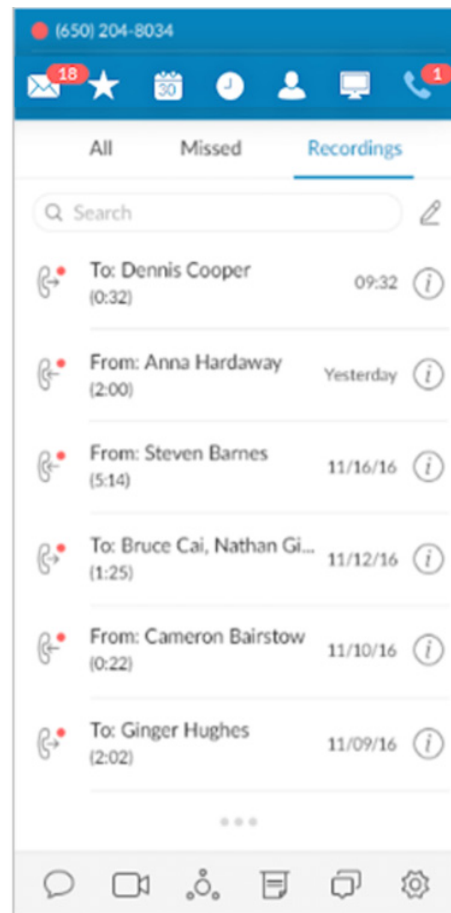 (650) 204-8034
18
30
1
All Missed Recordings
Search
To: Dennis Cooper
(0:32)
09:32
From: Anna Hardaway
(2:00)
Yesterday
From: Steven Barnes
(5:14)
11/16/16
To: Bruce Cai, Nathan Gi...
(1:25)
11/12/16
From: Cameron Bairstow
(0:22)
11/10/16
To: Ginger Hughes
(2:02)
11/09/16